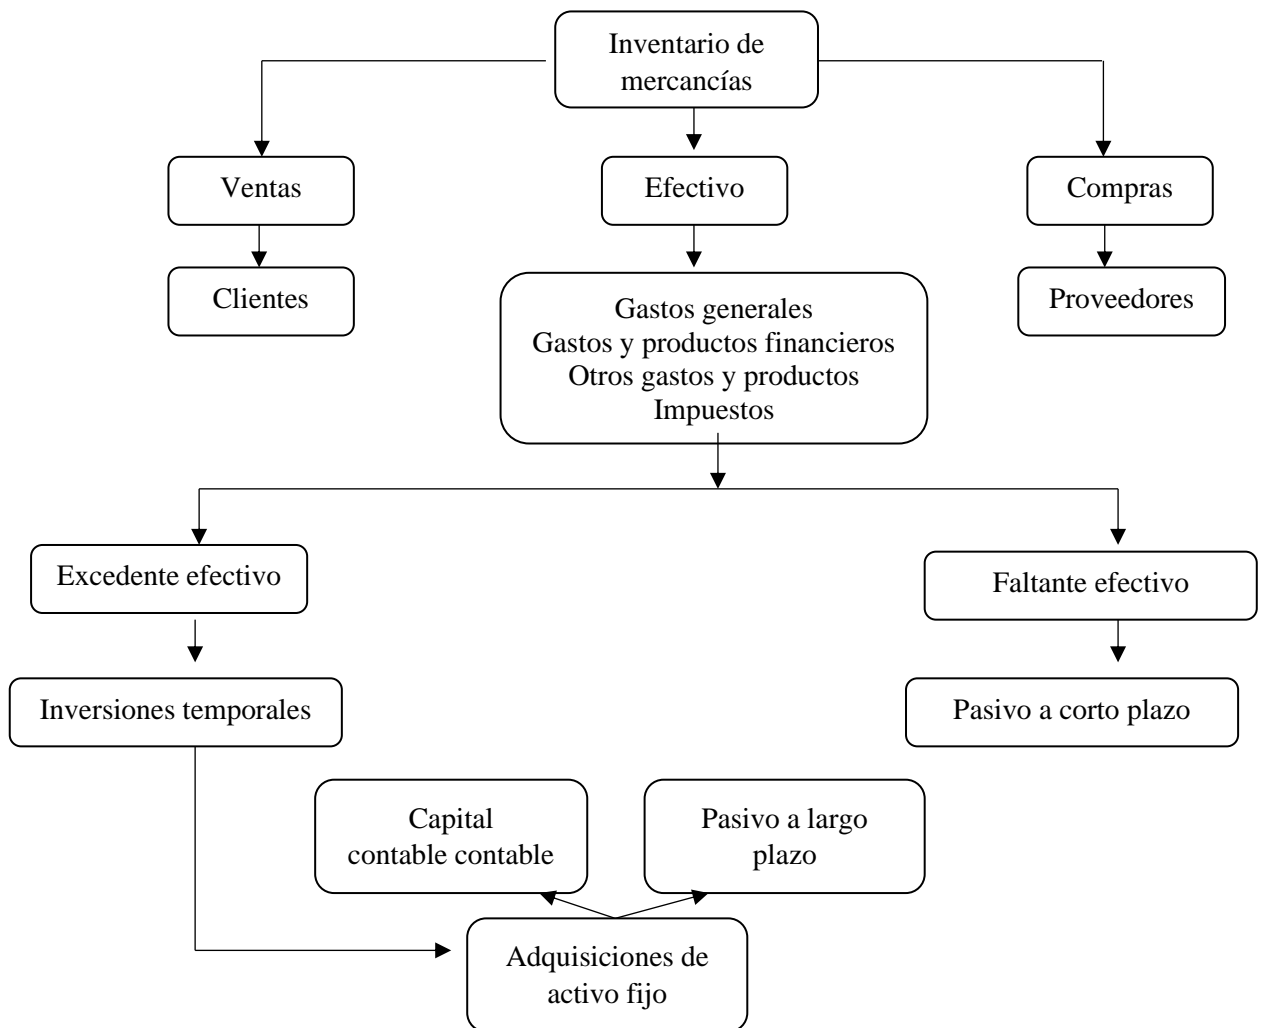 Inventario de
mercancías
Ventas
Efectivo
Compras
Clientes
Gastos generales
Gastos y productos financieros
Otros gastos y productos
Impuestos
Proveedores
Excedente efectivo
Faltante efectivo
Inversiones temporales
Pasivo a corto plazo
Capital
contable contable
Pasivo a largo
plazo
Adquisiciones de
activo fijo